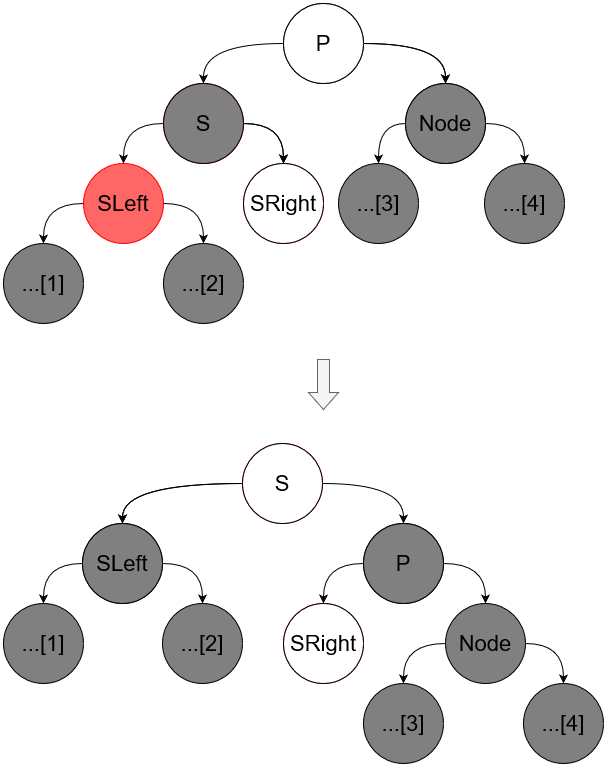 P
S
Node
SLeft
SRight
...[3]
...[4]
...[1]
...[2]
S
SLeft
P
...[1]
...[2]
SRight
Node
...[3]
...[4]